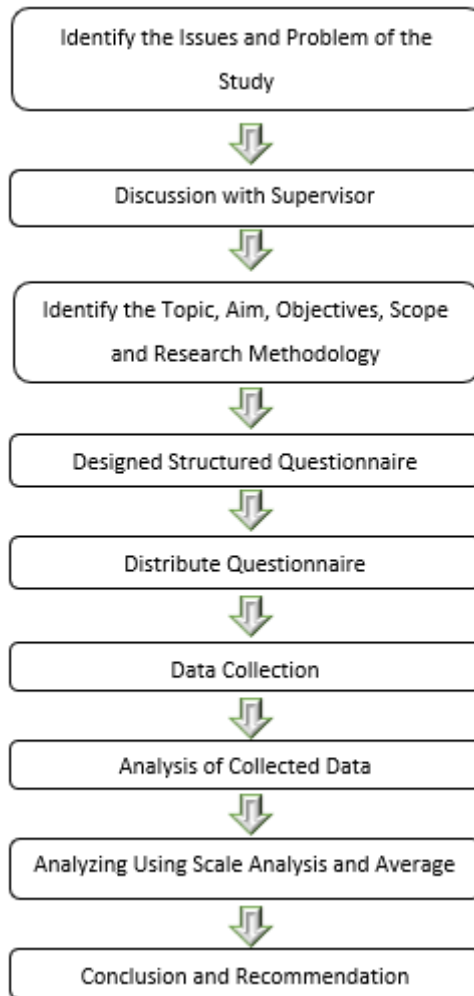 Identify the Issues and Problem of the
Study
Discussion with Supervisor
Identify the Topic, Aim, Objectives, Scope
and Research Methodology
Designed Structured Questionnaire
Distribute Questionnaire
Data Collection
Analysis of Collected Data
Analyzing Using Scale Analysis and Average
Conclusion and Recommendation